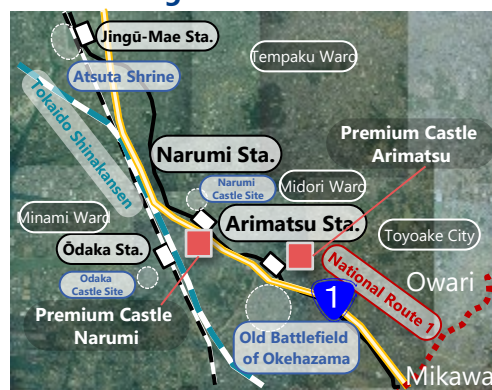 Jingū-Mae Sta.
Tempaku Ward
Atsuta Shrine
Tokaido Shinakansen
Premium Castle
Arimatsu
Narumi Sta.
Narumi
Castle Site
Midori Ward
Minami Ward
Arimatsu Sta.
Toyoake City
Ōdaka Sta.
National Route 1
Owari
Odaka
Castle Site
1
Premium Castle
Narumi
Old Battlefield
of Okehazama
Mikawa